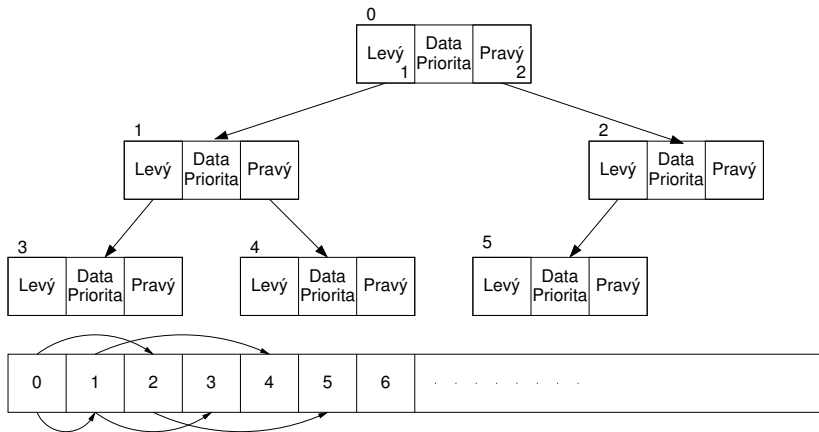 0
Levý
1
Data
Priorita
Pravý
2
1
Levý
Data
Priorita
Pravý
2
Levý
Data
Priorita
Pravý
3
Levý
Data
Priorita
Pravý
4
Levý
Data
Priorita
Pravý
5
Levý
Data
Priorita
Pravý
0 1 2 3 4 5 6 . . . . . . . .